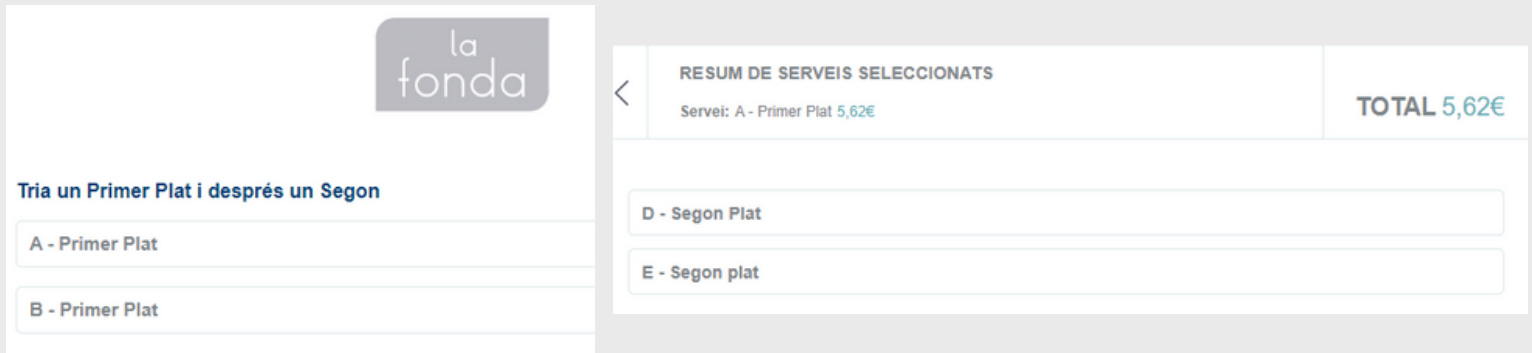 la
fonda
Tria un Primer Plat i després un Segon
A - Primer Plat
B - Primer Plat
RESUM DE SERVEIS SELECCIONATS
Servei: A - Primer Plat 5,62€
TOTAL 5,62€
D - Segon Plat
E - Segon plat